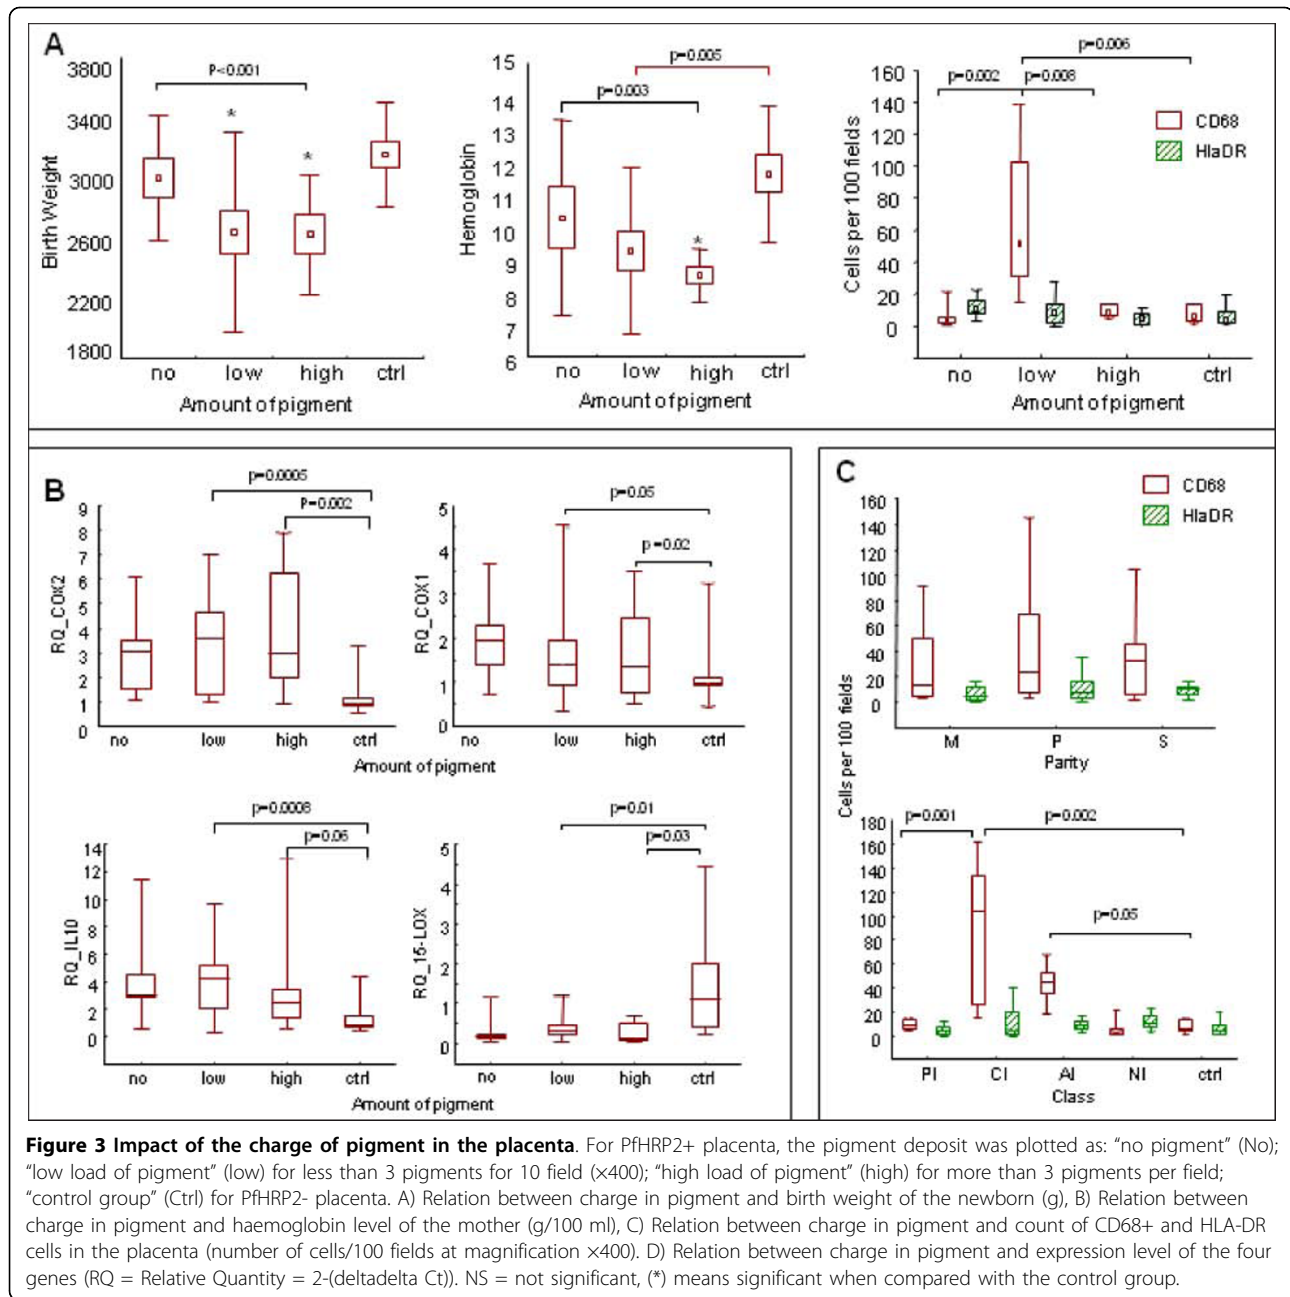 A
3800
3400
3000
2600
2200
1800
Birth Weight
P<0.001
*
*
no low high ctrl
Amount of pigment
15
14
13
12
11
10
9
8
7
6
Hemoglobin
p=0.005
p=0.003
*
no low high ctrl
Amount of pigment
160
140
120
100
80
60
40
20
0
Cells per 100 fields
p=0.006
p=0.002 p=0.008
CD68
HlaDR
no low high ctrl
Amount of pigment
B
9
8
7
6
5
4
3
2
1
0
RQ_COX2
p=0.0005
P=0.002
no low high ctrl
Amount of pigment
5
4
3
2
1
0
RQ_COX1
p=0.05
p=0.02
no low high ctrl
14
12
10
8
6
4
2
0
RQ_IL10
p=0.0008
p=0.06
no low high ctrl
Amount of pigment
5
4
3
2
1
0
RQ_15-LOX
p=0.01
p=0.03
no low high ctrl
C
CD68
HlaDR
160
140
120
100
80
60
40
20
0
M P S
Parity
Cells per 100 fields
180
160
140
120
100
80
60
40
20
0
p=0.001
p=0.002
p=0.05
PI CI AI NI ctrl
Class
Figure 3 Impact of the charge of pigment in the placenta. For PfHRP2+ placenta, the pigment deposit was plotted as: “no pigment” (No);
“low load of pigment” (low) for less than 3 pigments for 10 field (×400); “high load of pigment” (high) for more than 3 pigments per field;
“control group” (Ctrl) for PfHRP2- placenta. A) Relation between charge in pigment and birth weight of the newborn (g), B) Relation between
charge in pigment and haemoglobin level of the mother (g/100 ml), C) Relation between charge in pigment and count of CD68+ and HLA-DR
cells in the placenta (number of cells/100 fields at magnification ×400). D) Relation between charge in pigment and expression level of the four
genes (RQ = Relative Quantity = 2-(deltadelta Ct)). NS = not significant, (*) means significant when compared with the control group.